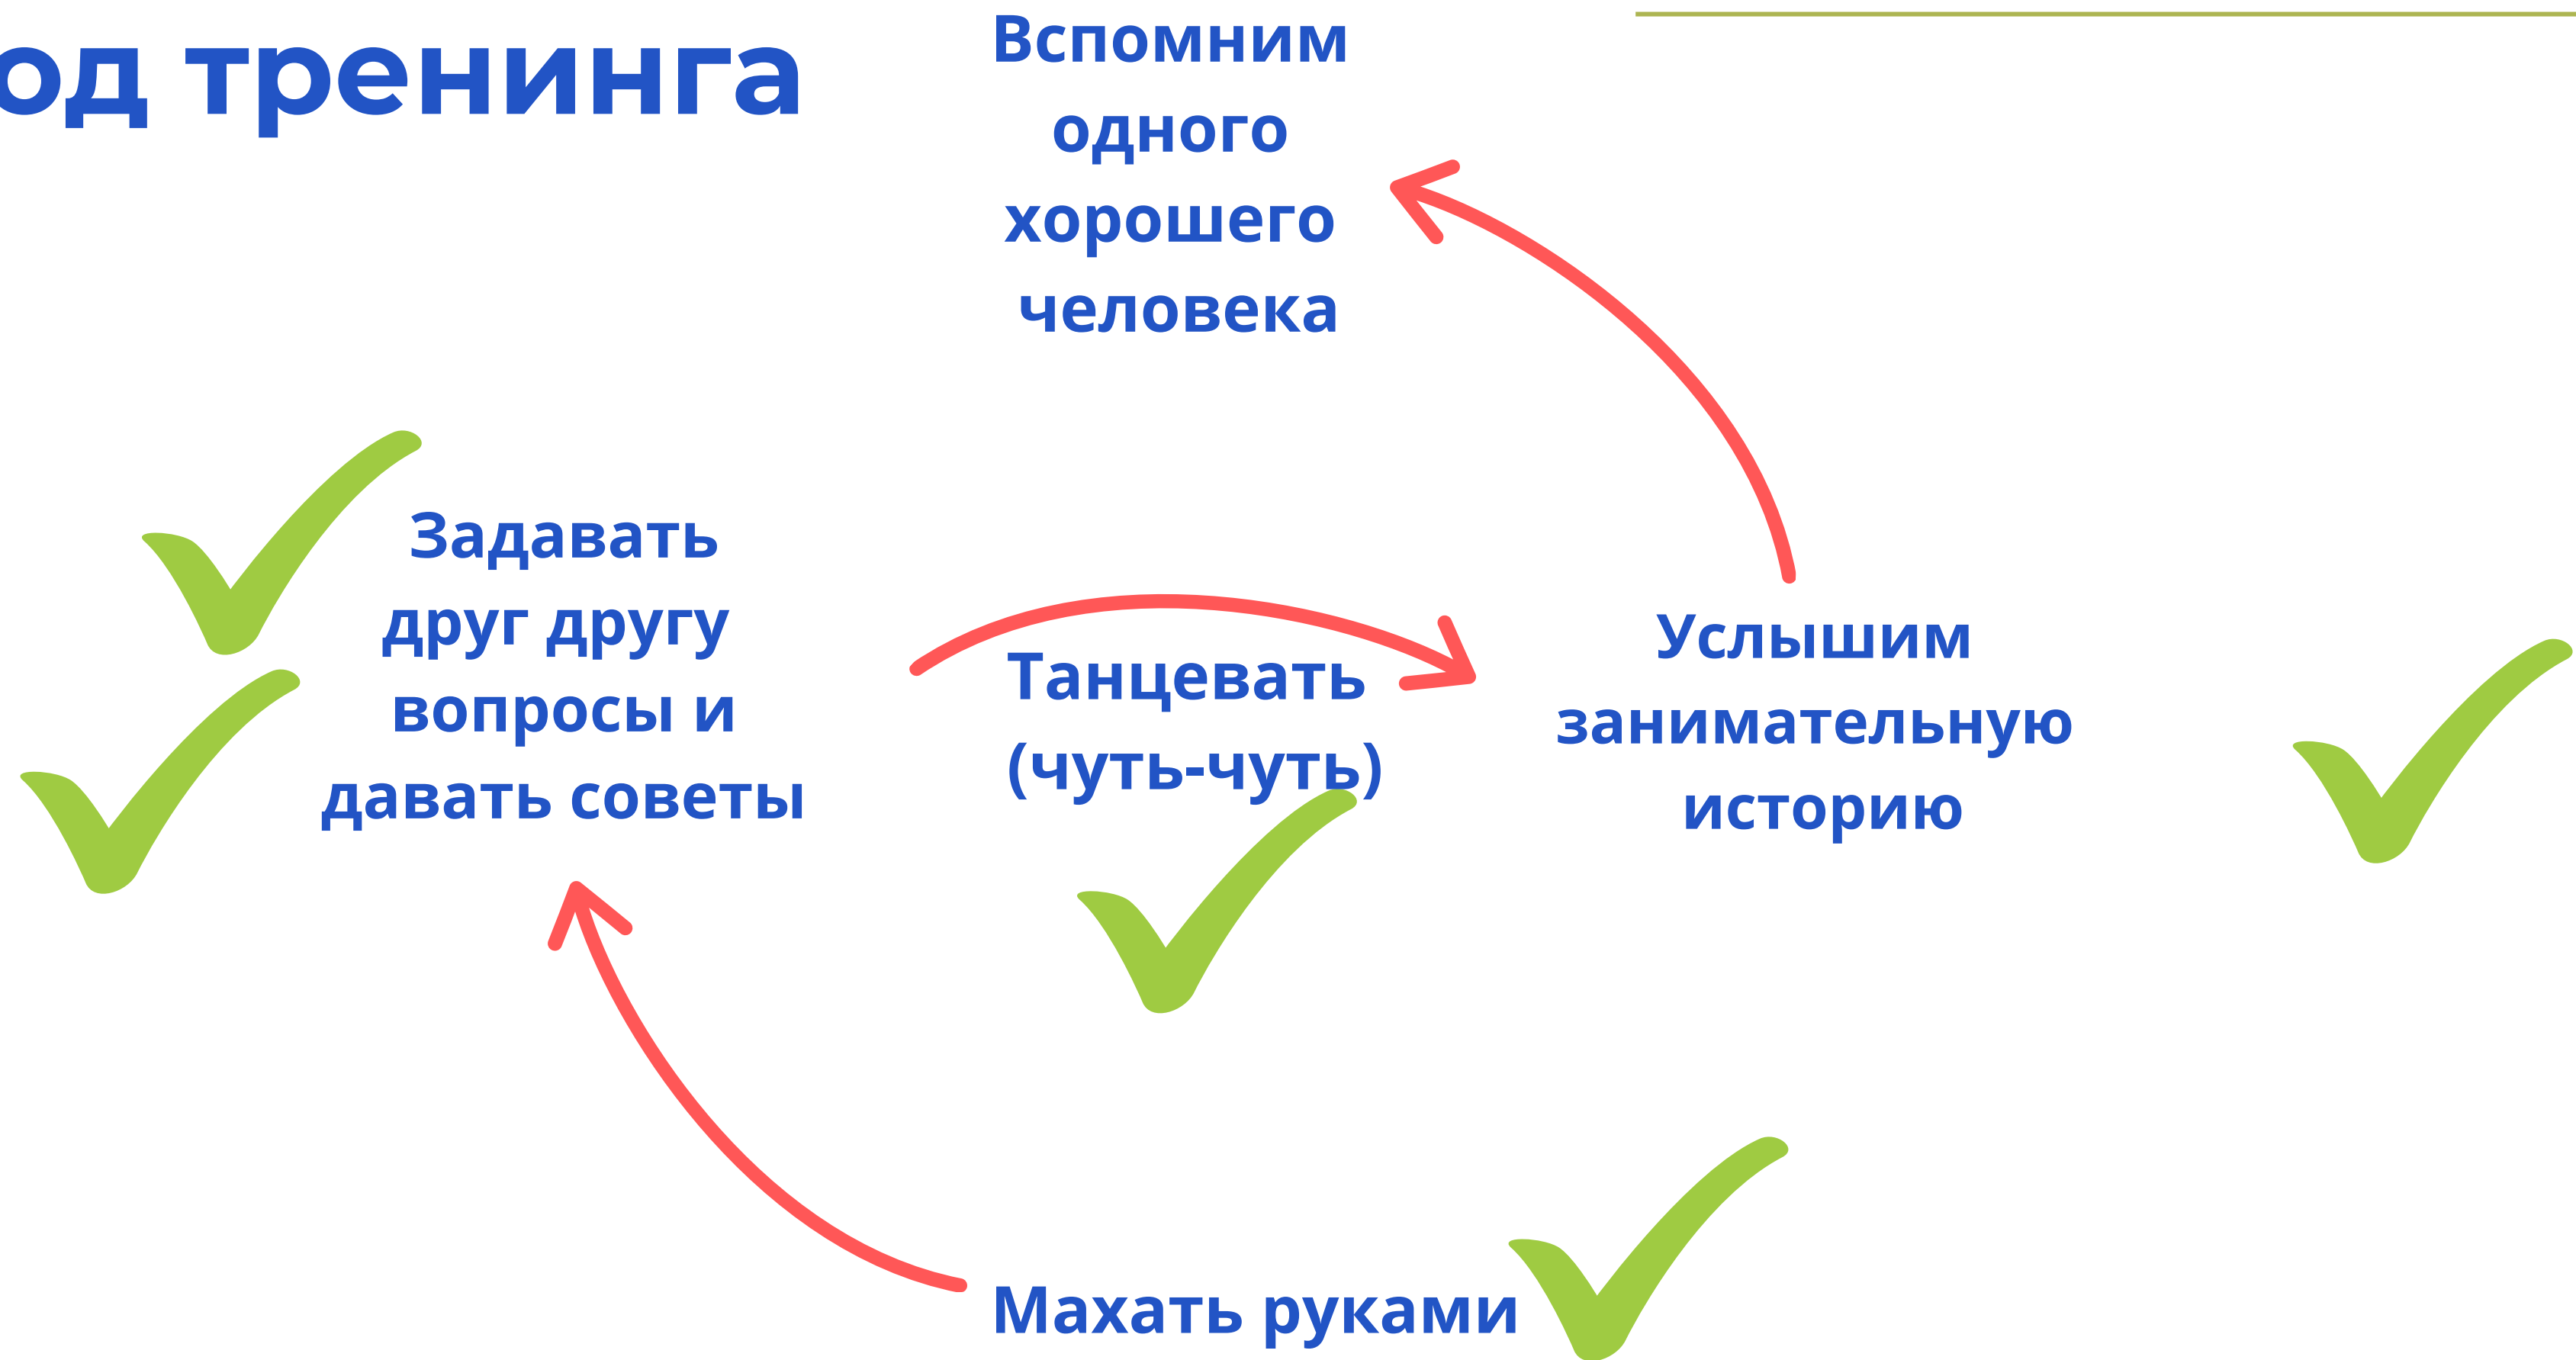 од тренинга
Вспомним
одного
хорошего
человека
Задавать
друг другу
вопросы и
давать советы
Танцевать
(чуть-чуть)
Услышим
занимательную
историю
Махать руками